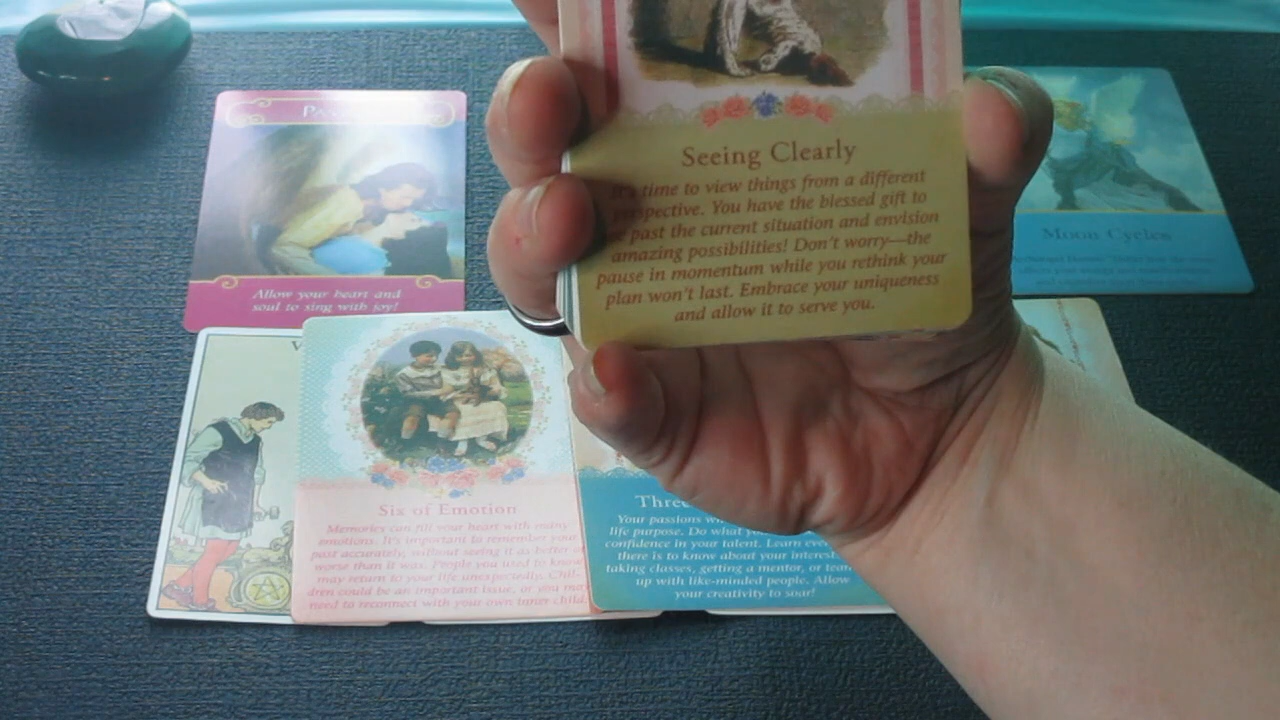 Seeing Clearly
It's time to view things from a different
perspective. You have the blessed gift to
past the current situation and envision
amazing possibilities! Don't worry—the
pause in momentum while you rethink your
plan won't last. Embrace your uniqueness
and allow it to serve you.
Allow your heart and
soul to sing with joy!
Moon Cycles
Six of Emotion
Memories can fill your heart with many
emotions. It's important to remember your
past accurately, without seeing it as better or
worse than it was. People you used to know
may return to your life unexpectedly. Chil-
dren could be an important issue, or you may
need to reconnect with your own inner child.
Three
Your passions
life purpose. Do what
confidence in your talent. Learn
there is to know about your interest
taking classes, getting a mentor, or
up with like-minded people. Allow
your creativity to soar!